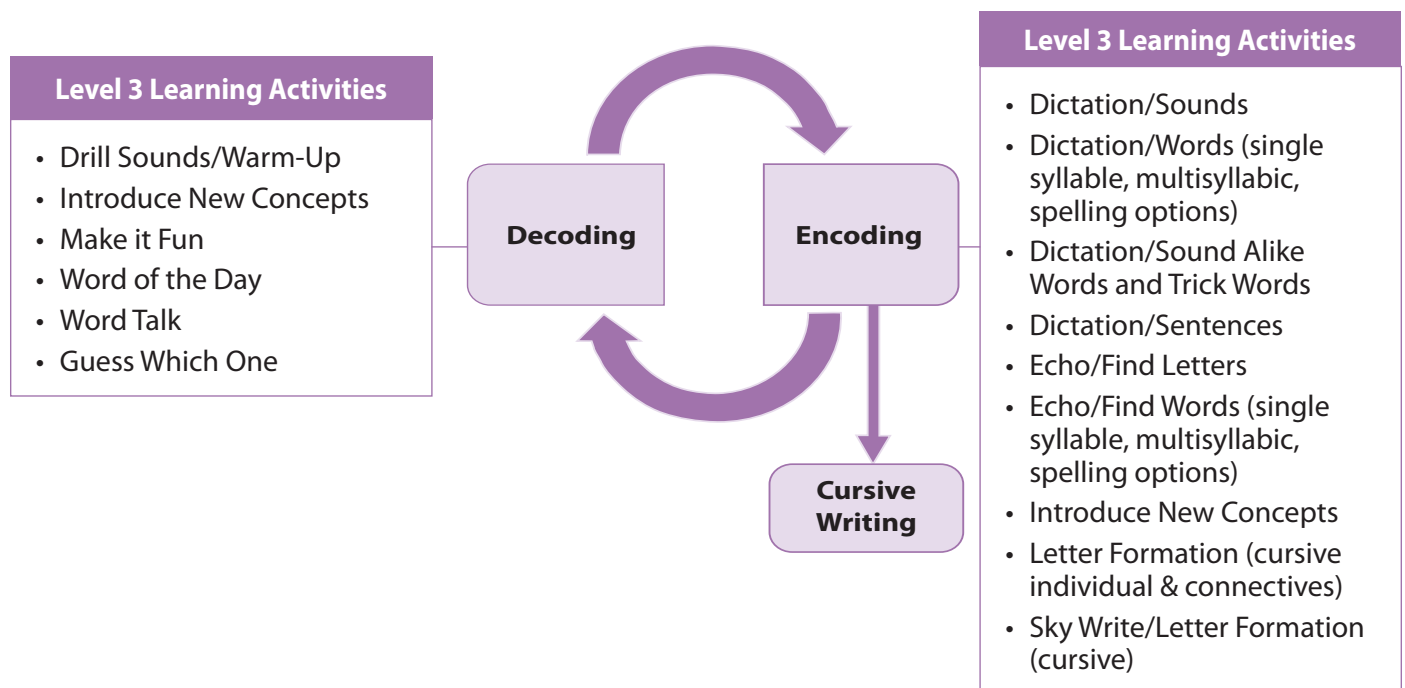 Level 3 Learning Activities
• Drill Sounds/Warm-Up
• Introduce New Concepts
• Make it Fun
• Word of the Day
• Word Talk
• Guess Which One
Decoding
Encoding
Cursive
Writing
Level 3 Learning Activities
• Dictation/Sounds
• Dictation/Words (single
syllable, multisyllabic,
spelling options)
• Dictation/Sound Alike
Words and Trick Words
• Dictation/Sentences
• Echo/Find Letters
• Echo/Find Words (single
syllable, multisyllabic,
spelling options)
• Introduce New Concepts
• Letter Formation (cursive
individual & connectives)
• Sky Write/Letter Formation
(cursive)